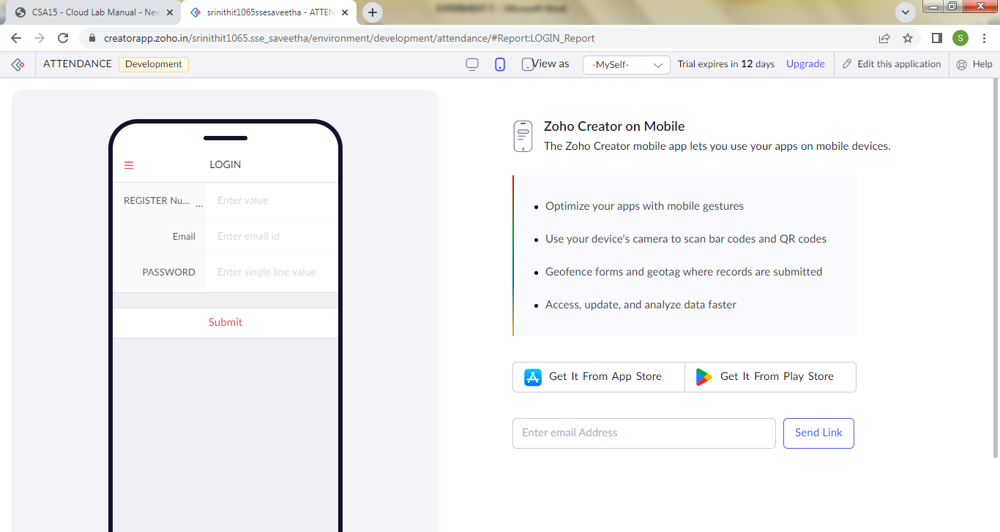 CSA15 - Cloud Lab Manual - New
srinithit1065ssesaveetha - ATTEN
EXPERIMENT 7 - Microsoft Word
creatorapp.zoho.in/srinithit1065.sse_saveetha/environment/development/attendance/#Report:LOGIN_Report
S
ATTENDANCE Development
View as -MySelf- Trial expires in 12 days Upgrade Edit this application Help
LOGIN
REGISTER Nu... ... Enter value
Email Enter email id
PASSWORD Enter single line value
Submit
Zoho Creator on Mobile
The Zoho Creator mobile app lets you use your apps on mobile devices.
Optimize your apps with mobile gestures
Use your device's camera to scan bar codes and QR codes
Geofence forms and geotag where records are submitted
Access, update, and analyze data faster
Get It From App Store
Get It From Play Store
Enter email Address
Send Link